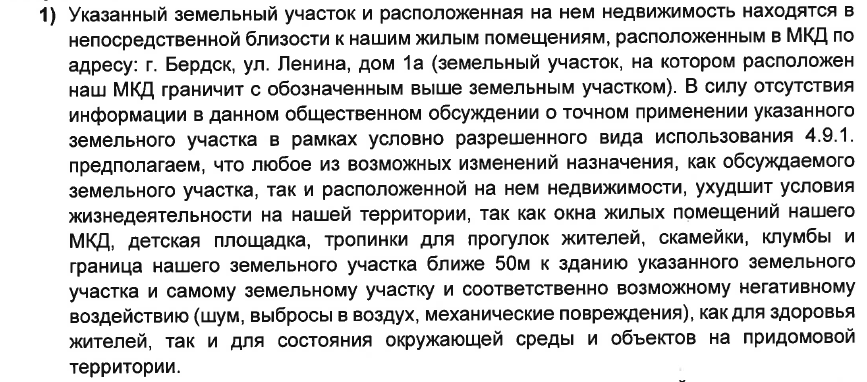 1) Указанный земельный участок и расположенная на нем недвижимость находятся в
непосредственной близости к нашим жилым помещениям, расположенным в МКД по
адресу: г. Бердск, ул. Ленина, дом 1а (земельный участок, на котором расположен
наш МКД граничит с обозначенным выше земельным участком). В силу отсутствия
информации в данном общественном обсуждении о точном применении указанного
земельного участка в рамках условно разрешенного вида использования 4.9.1.
предполагаем, что любое из возможных изменений назначения, как обсуждаемого
земельного участка, так и расположенной на нем недвижимости, ухудшит условия
жизнедеятельности на нашей территории, так как окна жилых помещений нашего
МКД, детская площадка, тропинки для прогулок жителей, скамейки, клумбы и
граница нашего земельного участка ближе 50м к зданию указанного земельного
участка и самому земельному участку и соответственно возможному негативному
воздействию (шум, выбросы в воздух, механические повреждения), как для здоровья
жителей, так и для состояния окружающей среды и объектов на придомовой
территории.